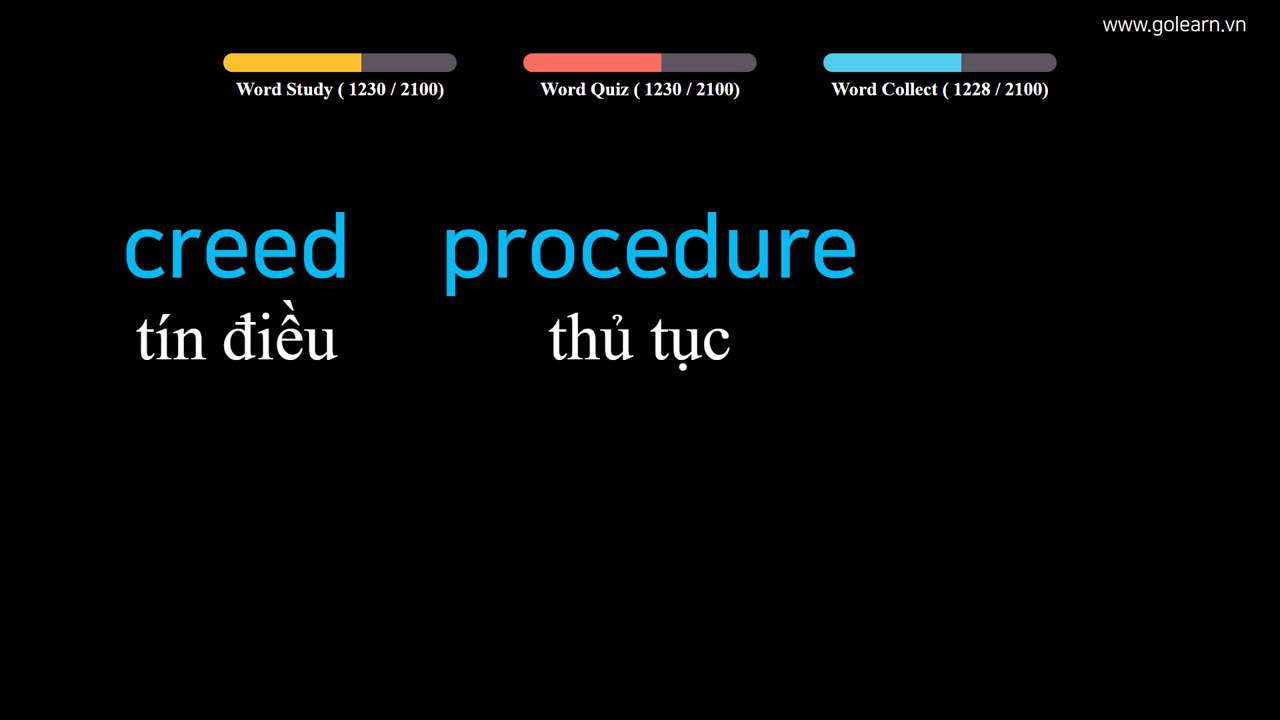 www.golearn.vn
Word Study ( 1230 / 2100)
Word Quiz ( 1230 / 2100)
Word Collect ( 1228 / 2100)
creed
procedure
tín điều
thủ tục